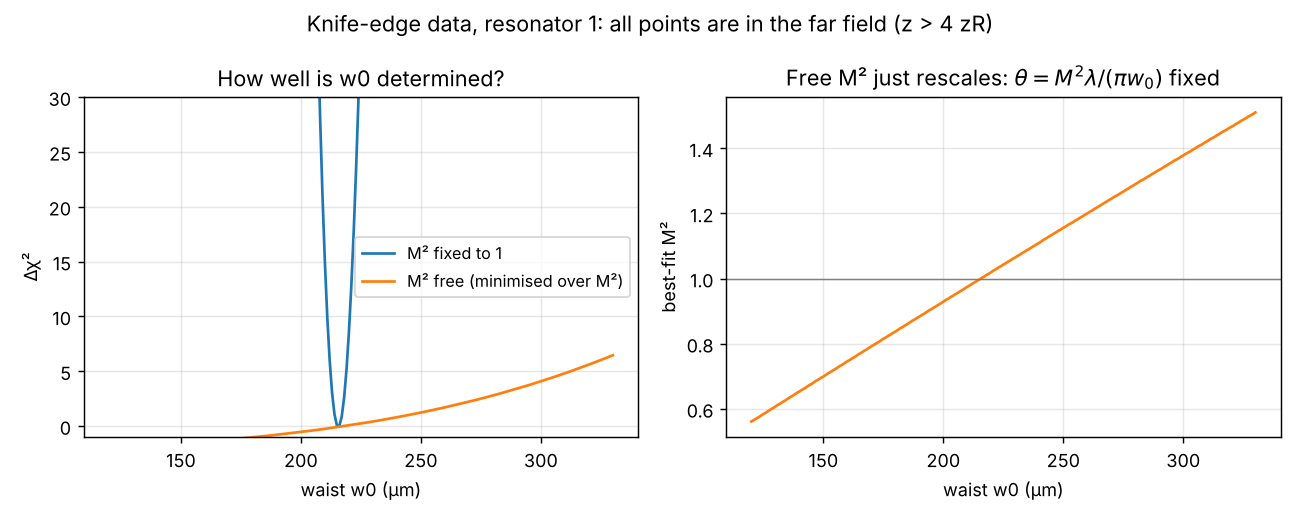 Knife-edge data, resonator 1: all points are in the far field (z > 4 zR)
How well is w0 determined?
30
25
20
15
10
5
0
Δχ²
M² fixed to 1
M² free (minimised over M²)
150
200
250
300
waist w0 (µm)
Free M² just rescales: θ = M²λ/(πw₀) fixed
1.4
1.2
1.0
0.8
0.6
best-fit M²
150
200
250
300
waist w0 (µm)